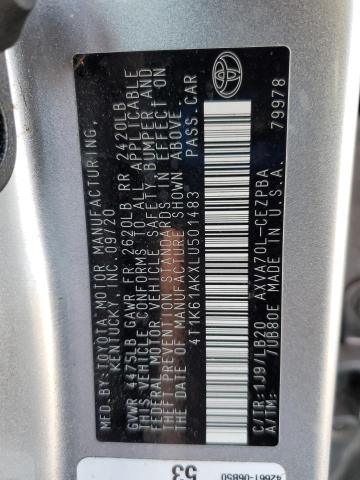 MFD.BY:TOYOTA MOTOR MANUFACTURING,
KENTUCKY, INC 09/20
GVWR 4475LB GAWR FR 2620LB RR 2420LB
THIS VEHICLE CONFORMS TO ALL APPLICABLE
FEDERAL MOTOR VEHICLE SAFETY, BUMPER, AND
THEFT PREVENTION STANDARDS IN EFFECT
ON THE DATE OF MANUFACTURE SHOWN ABOVE.
4T1K61AKXLU501483 PASS.CAR
C/TR: 1J9/LB20 AXVA70L-CEZPBA
A/TM: 7UB80E MADE IN U.S.A. 79978
42661-06850
53